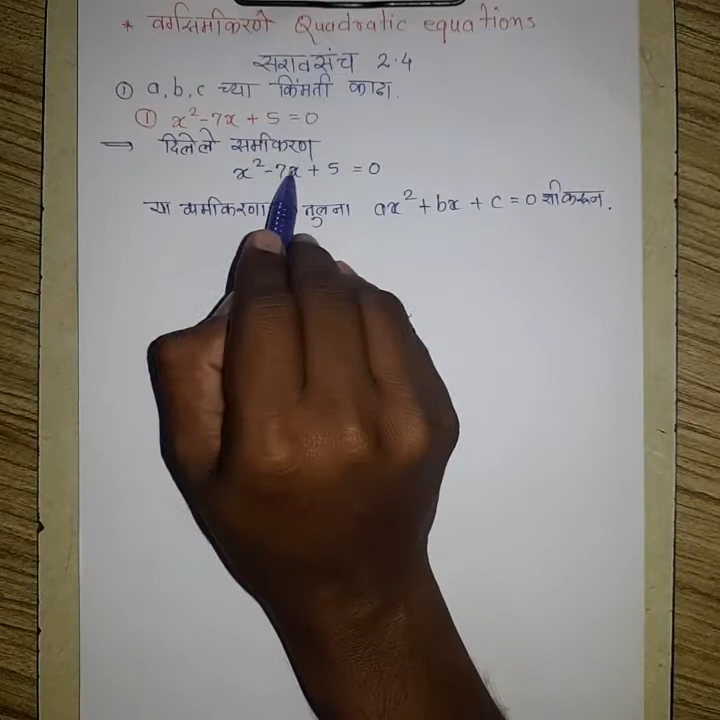 * वर्गसमीकरणे Quadratic equations
सरावसंच 2.4
① a, b, c च्या किंमती काढा.
① x² - 7x + 5 = 0
→ दिलेले समीकरण
x² - 7x + 5 = 0
या समीकरणा तुलना ax² + bx + c = 0 शी करून.